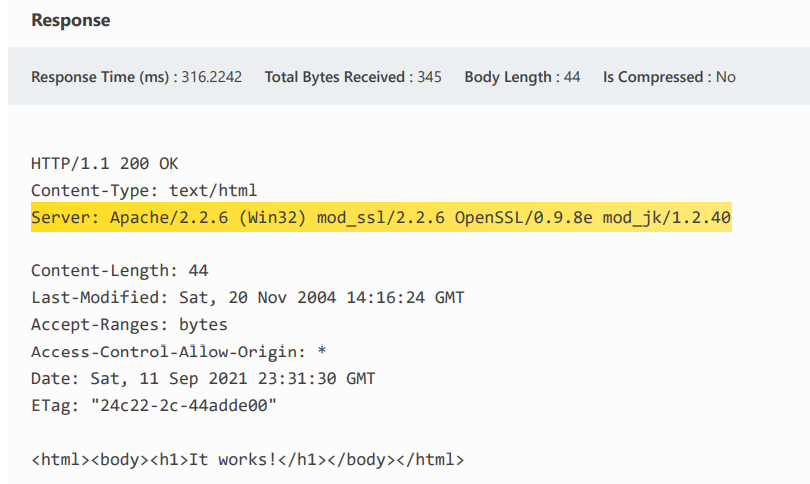 Response
Response Time (ms) : 316.2242 Total Bytes Received : 345 Body Length : 44 Is Compressed : No
HTTP/1.1 200 OK
Content-Type: text/html
Server: Apache/2.2.6 (Win32) mod_ssl/2.2.6 OpenSSL/0.9.8e mod_jk/1.2.40
Content-Length: 44
Last-Modified: Sat, 20 Nov 2004 14:16:24 GMT
Accept-Ranges: bytes
Access-Control-Allow-Origin: *
Date: Sat, 11 Sep 2021 23:31:30 GMT
ETag: "24c22-2c-44adde00"
<html><body><h1>It works!</h1></body></html>